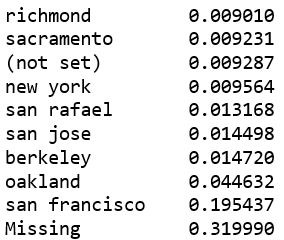 richmond 0.009010
sacramento 0.009231
(not set) 0.009287
new york 0.009564
san rafael 0.013168
san jose 0.014498
berkeley 0.014720
oakland 0.044632
san francisco 0.195437
Missing 0.319990